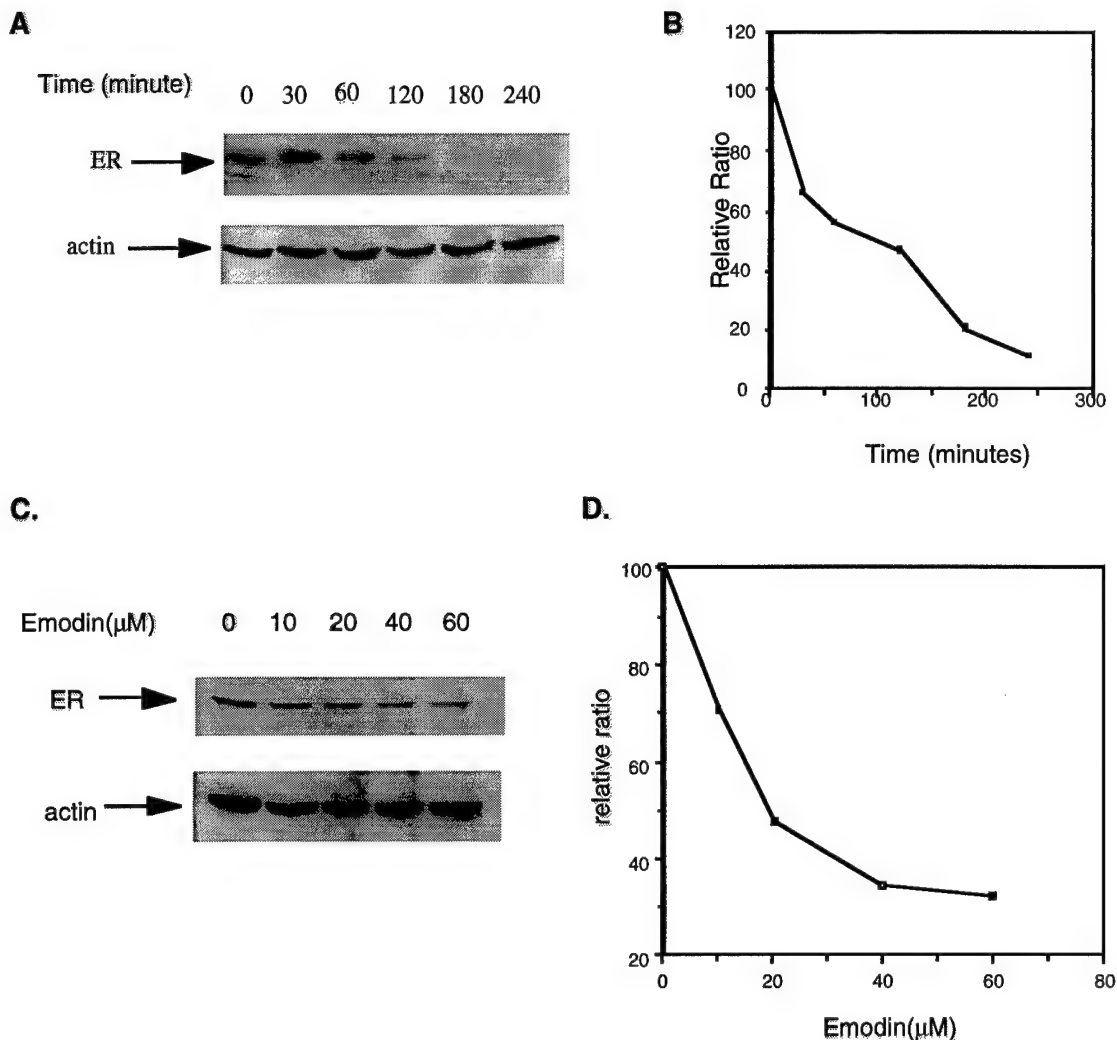 A
Time (minute)
0 30 60 120 180 240
ER
actin
B
120
100
80
60
40
20
0
Relative Ratio
0 100 200 300
Time (minutes)
C.
Emodin(μM) 0 10 20 40 60
ER
actin
D.
100
80
60
40
20
relative ratio
0 20 40 60 80
Emodin(μM)